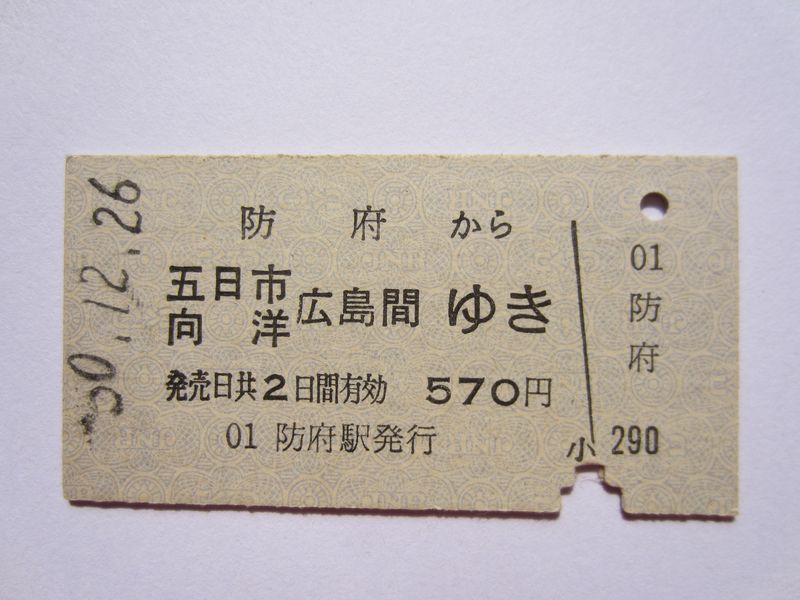 50.12.26
防府から
五日市
向洋
広島間ゆき
発売日共2日間有効 570円
01 防府駅発行
01
防府
小 290